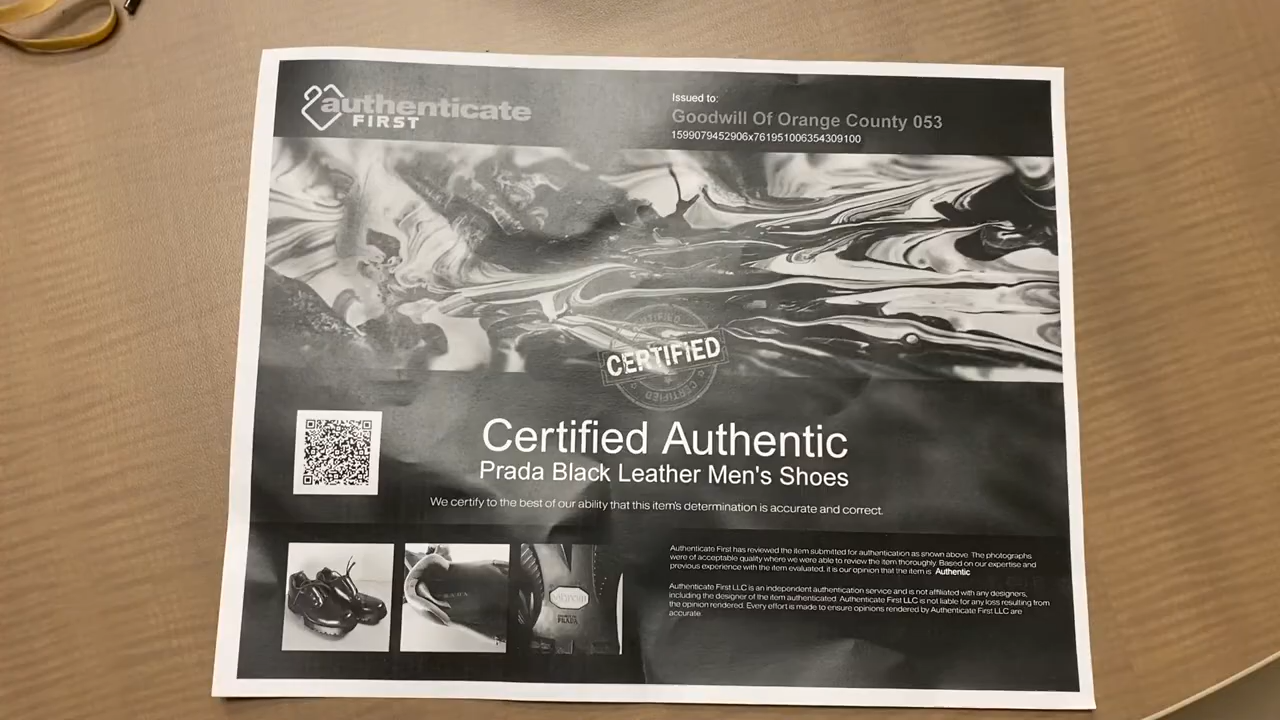 authenticate
FIRST
Issued to:
Goodwill Of Orange County 053
1599079452906x761951006354309100
CERTIFIED
CERTIFIED
CERTIFIED
Certified Authentic
Prada Black Leather Men's Shoes
We certify to the best of our ability that this item's determination is accurate and correct.
Authenticate First has reviewed the item submitted for authentication as shown above. The photographs
were of acceptable quality where we were able to review the item thoroughly. Based on our expertise and
previous experience with the item evaluated, it is our opinion that the item is Authentic
Authenticate First LLC is an independent authentication service and is not affiliated with any designers,
including the designer of the item authenticated. Authenticate First LLC is not liable for any loss resulting from
the opinion rendered. Every effort is made to ensure opinions rendered by Authenticate First LLC are
accurate.
vibram
PRADA